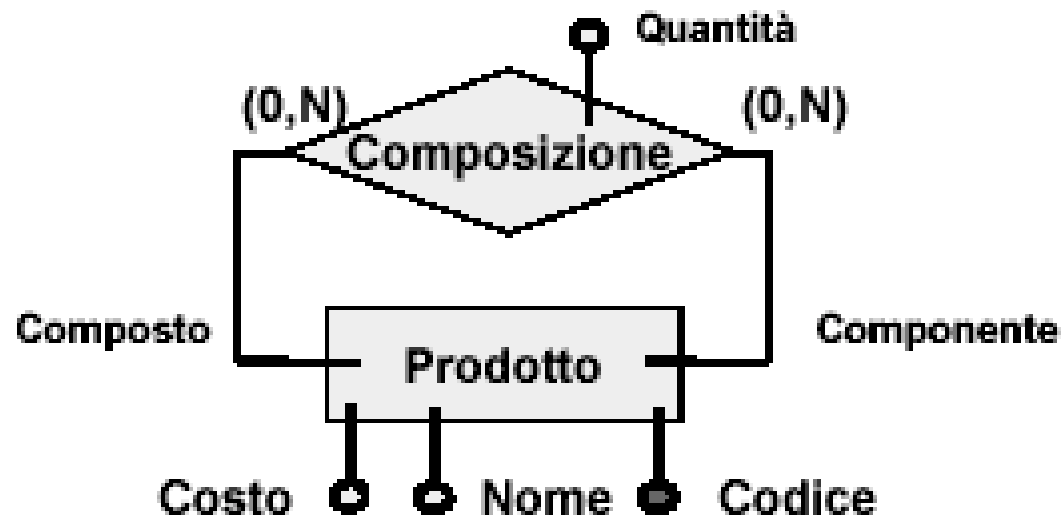 Quantità
(0,N) (0,N)
Composizione
Composto Componente
Prodotto
Costo Nome Codice